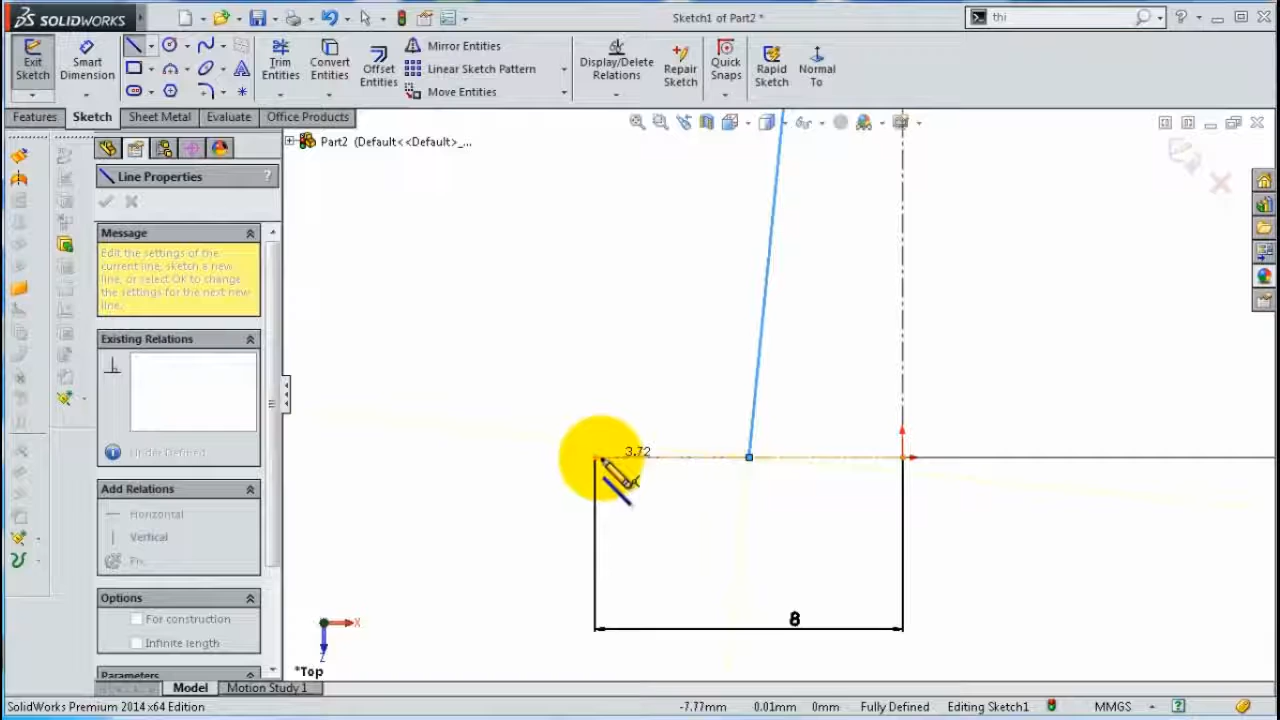 SOLIDWORKS
Sketch1 of Part2 *
thi
Exit Sketch
Smart Dimension
Trim Entities
Convert Entities
Offset Entities
Mirror Entities
Linear Sketch Pattern
Move Entities
Display/Delete Relations
Repair Sketch
Quick Snaps
Rapid Sketch
Normal To
Features
Sketch
Sheet Metal
Evaluate
Office Products
Part2 (Default<<Default>_...
Line Properties
?
Message
Edit the settings of the
current line, sketch a new
line, or select OK to change
the settings for the next new
line.
Existing Relations
Under Defined
Add Relations
Horizontal
Vertical
Fix
Options
For construction
Infinite length
Parameters
3.72
8
X
Z
*Top
Model
Motion Study 1
SolidWorks Premium 2014 x64 Edition
-7.77mm
0.01mm
0mm
Fully Defined
Editing Sketch1
MMGS